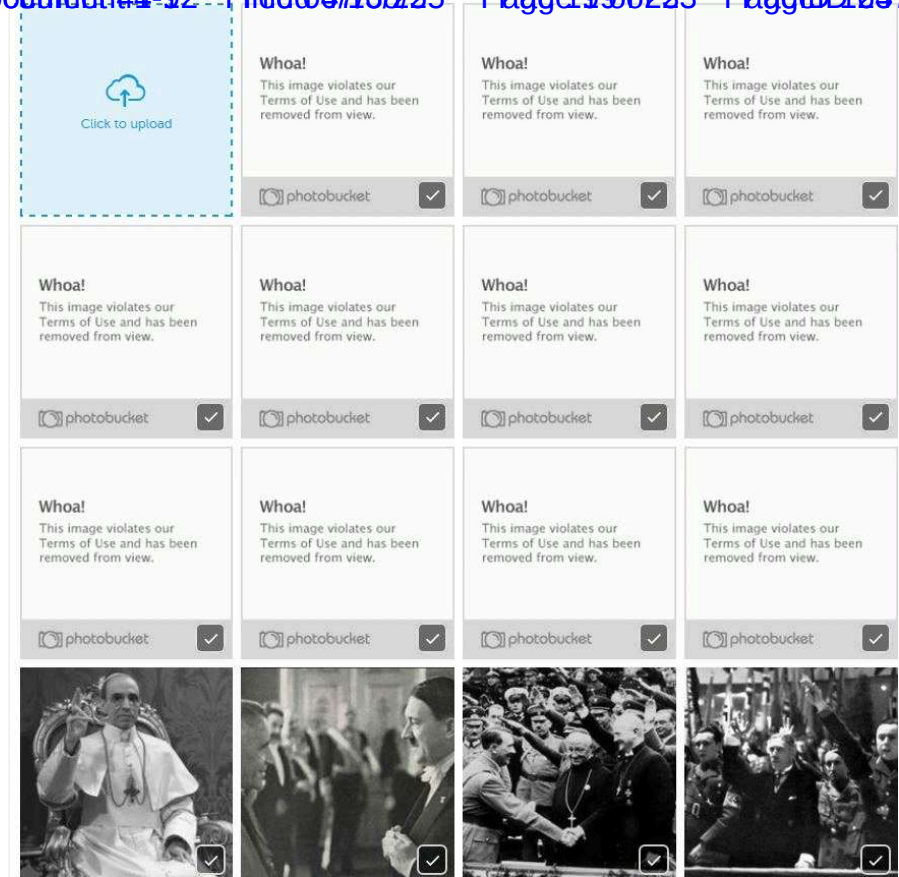 Whoa!
This image violates our
Terms of Use and has been
removed from view.
photobucket
Whoa!
This image violates our
Terms of Use and has been
removed from view.
photobucket
Whoa!
This image violates our
Terms of Use and has been
removed from view.
photobucket
Click to upload
Whoa!
This image violates our
Terms of Use and has been
removed from view.
photobucket
Whoa!
This image violates our
Terms of Use and has been
removed from view.
photobucket
Whoa!
This image violates our
Terms of Use and has been
removed from view.
photobucket
Whoa!
This image violates our
Terms of Use and has been
removed from view.
photobucket
Whoa!
This image violates our
Terms of Use and has been
removed from view.
photobucket
Whoa!
This image violates our
Terms of Use and has been
removed from view.
photobucket
Whoa!
This image violates our
Terms of Use and has been
removed from view.
photobucket
Whoa!
This image violates our
Terms of Use and has been
removed from view.
photobucket